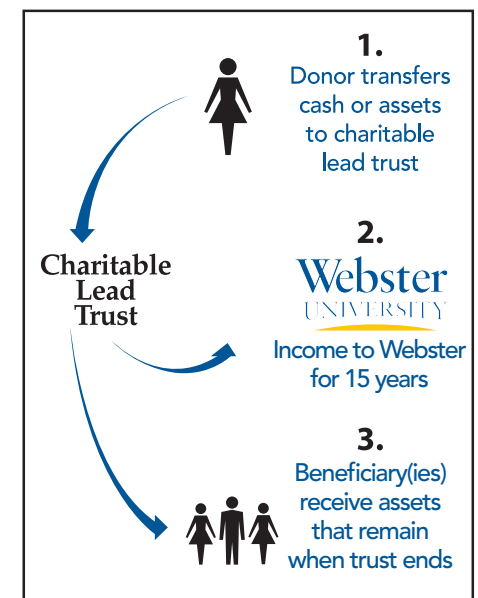 1.
Donor transfers
cash or assets
to charitable
lead trust
Charitable
Lead
Trust
2.
Webster
UNIVERSITY
Income to Webster
for 15 years
3.
Beneficiary(ies)
receive assets
that remain
when trust ends